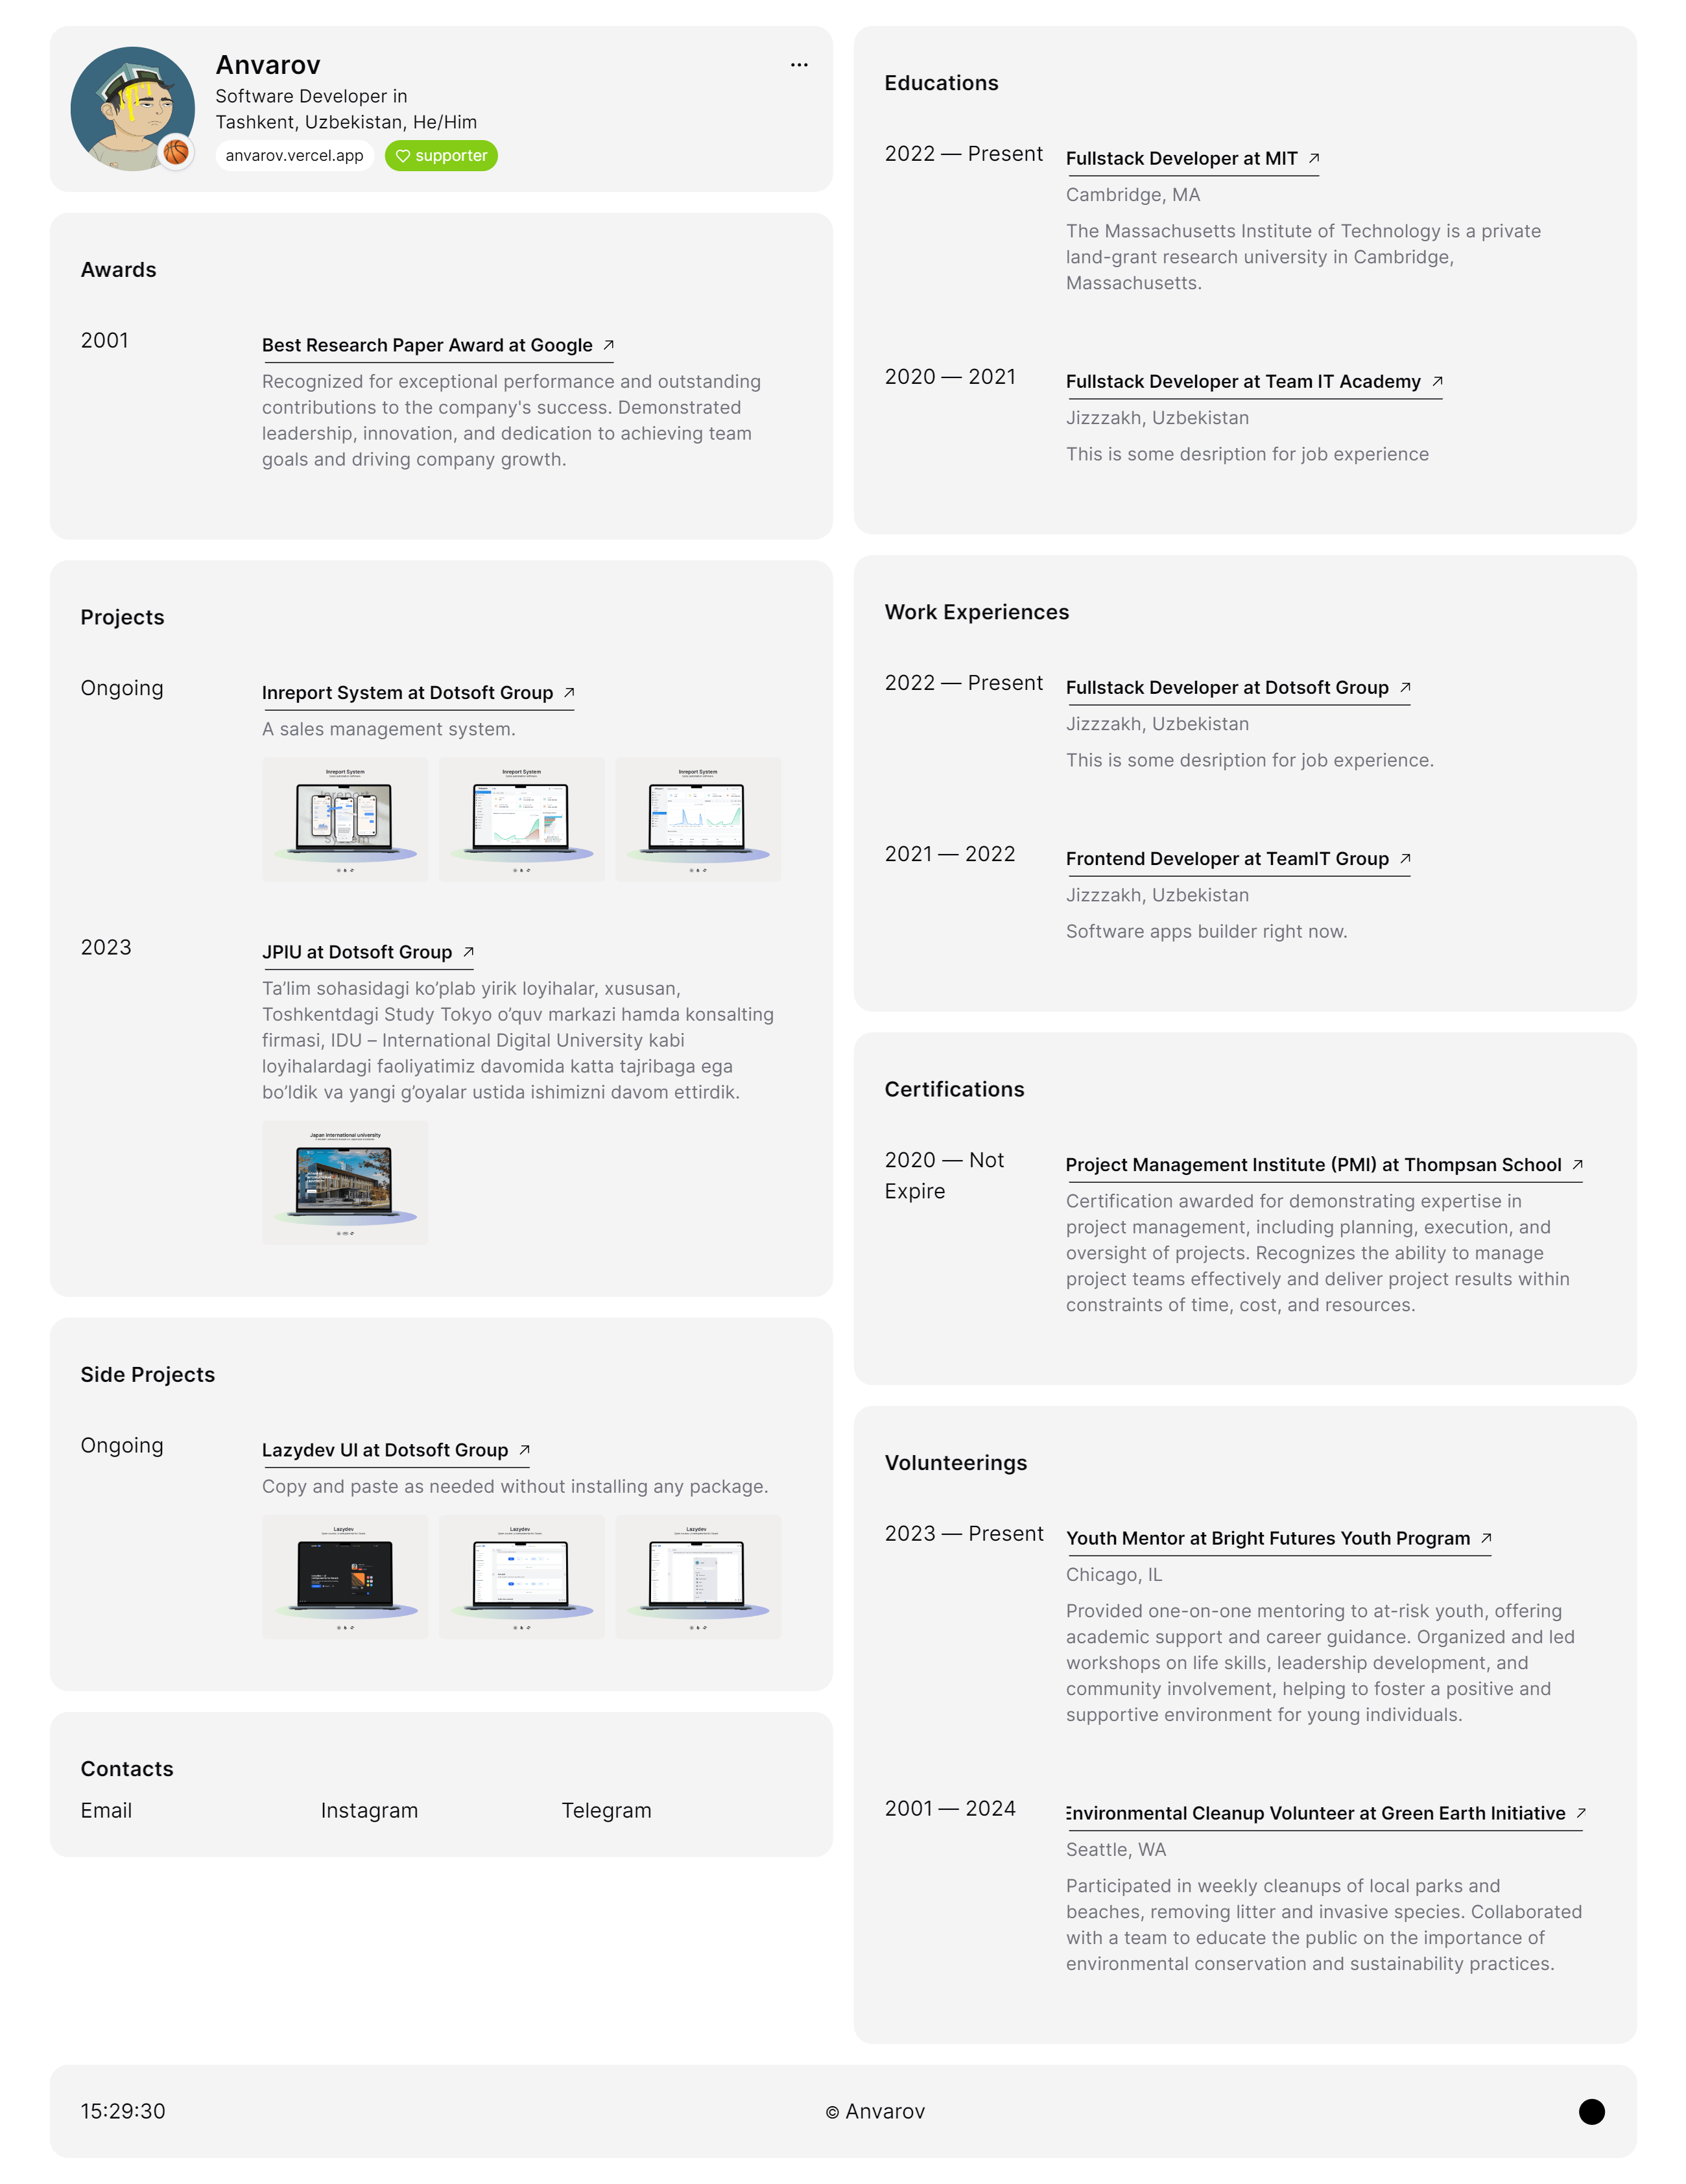 Anvarov
Software Developer in
Tashkent, Uzbekistan, He/Him
anvarov.vercel.app
supporter
Awards
2001
Best Research Paper Award at Google
Recognized for exceptional performance and outstanding
contributions to the company's success. Demonstrated
leadership, innovation, and dedication to achieving team
goals and driving company growth.
Projects
Ongoing
Inreport System at Dotsoft Group
A sales management system.
Inreport System
Inreport System
Inreport System
2023
JPIU at Dotsoft Group
Ta’lim sohasidagi ko’plab yirik loyihalar, xususan,
Toshkentdagi Study Tokyo o’quv markazi hamda konsalting
firmasi, IDU – International Digital University kabi
loyihalardagi faoliyatimiz davomida katta tajribaga ega
bo’ldik va yangi g’oyalar ustida ishimizni davom ettirdik.
Japan international university
Side Projects
Ongoing
Lazydev UI at Dotsoft Group
Copy and paste as needed without installing any package.
Lazydev
Lazydev
Lazydev
Contacts
Email
Instagram
Telegram
Educations
2022 — Present
Fullstack Developer at MIT
Cambridge, MA
The Massachusetts Institute of Technology is a private
land-grant research university in Cambridge,
Massachusetts.
2020 — 2021
Fullstack Developer at Team IT Academy
Jizzzakh, Uzbekistan
This is some desription for job experience
Work Experiences
2022 — Present
Fullstack Developer at Dotsoft Group
Jizzzakh, Uzbekistan
This is some desription for job experience.
2021 — 2022
Frontend Developer at TeamIT Group
Jizzzakh, Uzbekistan
Software apps builder right now.
Certifications
2020 — Not
Expire
Project Management Institute (PMI) at Thompsan School
Certification awarded for demonstrating expertise in
project management, including planning, execution, and
oversight of projects. Recognizes the ability to manage
project teams effectively and deliver project results within
constraints of time, cost, and resources.
Volunteerings
2023 — Present
Youth Mentor at Bright Futures Youth Program
Chicago, IL
Provided one-on-one mentoring to at-risk youth, offering
academic support and career guidance. Organized and led
workshops on life skills, leadership development, and
community involvement, helping to foster a positive and
supportive environment for young individuals.
2001 — 2024
Environmental Cleanup Volunteer at Green Earth Initiative
Seattle, WA
Participated in weekly cleanups of local parks and
beaches, removing litter and invasive species. Collaborated
with a team to educate the public on the importance of
environmental conservation and sustainability practices.
15:29:30
© Anvarov